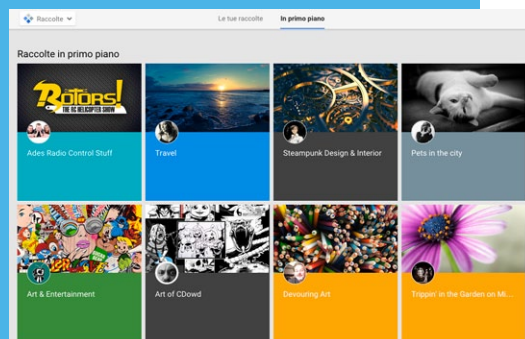 Raccolte
Le tue raccolte
In primo piano
Raccolte in primo piano
ROTORS!
THE RC HELICOPTER SHOW
Ades Radio Control Stuff
Travel
Steampunk Design & Interior
Pets in the city
Art & Entertainment
Art of CDowd
Devouring Art
Trippin' in the Garden on Mi...